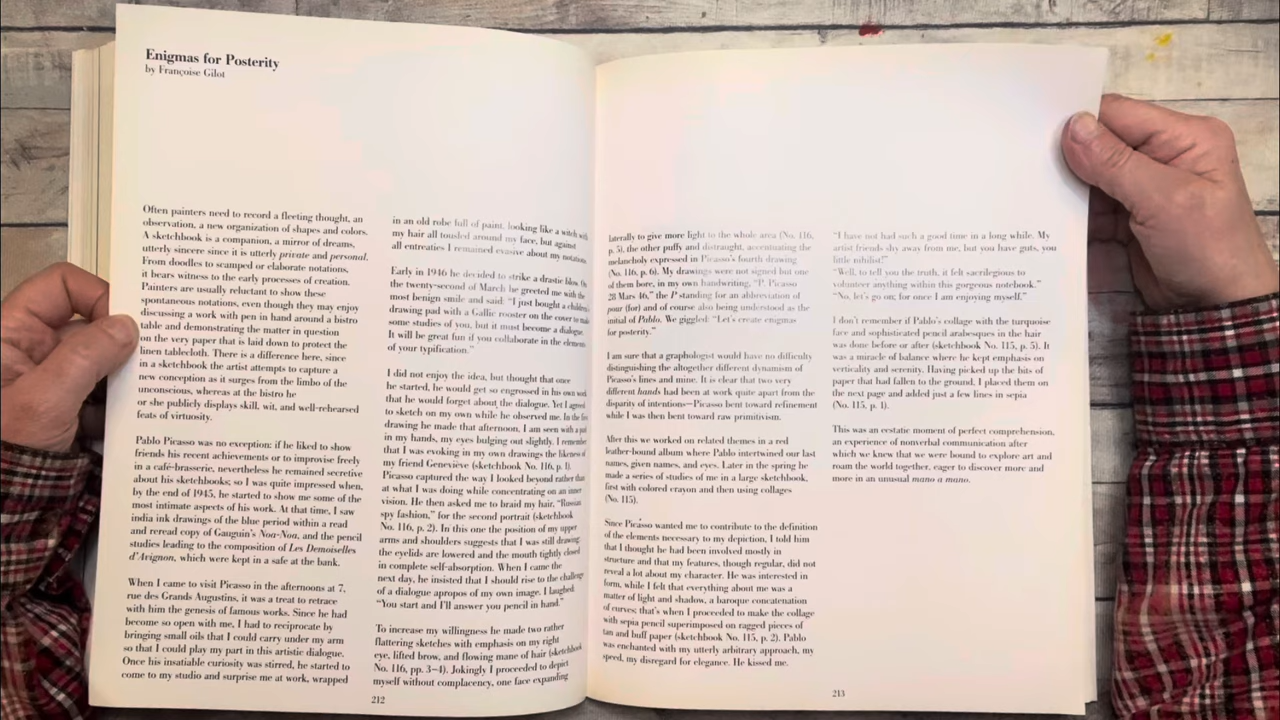 Enigmas for Posterity
by Françoise Gilot
Often painters need to record a fleeting thought, an
observation, a new organization of shapes and colors.
A sketchbook is a companion, a mirror of dreams,
utterly sincere since it is utterly private and personal.
From doodles to scamped or elaborate notations,
it bears witness to the early processes of creation.
Painters are usually reluctant to show these
spontaneous notations, even though they may enjoy
discussing a work with pen in hand around a bistro
table and demonstrating the matter in question
on the very paper that is laid down to protect the
linen tablecloth. There is a difference here, since
in a sketchbook the artist attempts to capture a
new conception as it surges from the limbo of the
unconscious, whereas at the bistro he
or she publicly displays skill, wit, and well-rehearsed
feats of virtuosity.
Pablo Picasso was no exception: if he liked to show
friends his recent achievements or to improvise freely
in a café-brasserie, nevertheless he remained secretive
about his sketchbooks; so I was quite impressed when,
by the end of 1945, he started to show me some of the
most intimate aspects of his work. At that time, I saw
india ink drawings of the blue period within a read
and reread copy of Gauguin's Noa-Noa, and the pencil
studies leading to the composition of Les Demoiselles
d'Avignon, which were kept in a safe at the bank.
When I came to visit Picasso in the afternoons at 7,
rue des Grands Augustins, it was a treat to retrace
with him the genesis of famous works. Since he had
become so open with me, I had to reciprocate by
bringing small oils that I could carry under my arm
so that I could play my part in this artistic dialogue.
Once his insatiable curiosity was stirred, he started to
come to my studio and surprise me at work, wrapped
in an old robe full of paint, looking like a witch with
my hair all tousled around my face, but against
all entreaties I remained evasive about my notations.
Early in 1946 he decided to strike a drastic blow. On
the twenty-second of March he greeted me with the
most benign smile and said: "I just bought a children's
drawing pad with a Gallic rooster on the cover to make
some studies of you, but it must become a dialogue.
It will be great fun if you collaborate in the elements
of your typification."
I did not enjoy the idea, but thought that once
he started, he would get so engrossed in his own work
that he would forget about the dialogue. Yet I agreed
to sketch on my own while he observed me. In the first
drawing he made that afternoon, I am seen with a pad
in my hands, my eyes bulging out slightly. I remember
that I was evoking in my own drawings the likeness of
my friend Geneviève (sketchbook No. 116, p. 1).
Picasso captured the way I looked beyond rather than
at what I was doing while concentrating on an inner
vision. He then asked me to braid my hair, "Russian
spy fashion," for the second portrait (sketchbook
No. 116, p. 2). In this one the position of my upper
arms and shoulders suggests that I was still drawing,
the eyelids are lowered and the mouth tightly closed
in complete self-absorption. When I came the
next day, he insisted that I should rise to the challenge
of a dialogue apropos of my own image. I laughed
"You start and I'll answer you pencil in hand."
To increase my willingness he made two rather
flattering sketches with emphasis on my right
eye, lifted brow, and flowing mane of hair (sketchbook
No. 116, pp. 3–4). Jokingly I proceeded to depict
myself without complacency, one face expanding
212
laterally to give more light to the whole area (No. 116,
p. 5), the other puffy and distraught, accentuating the
melancholy expressed in Picasso's fourth drawing
(No. 116, p. 6). My drawings were not signed but one
of them bore, in my own handwriting, "P. Picasso
28 Mars 46," the P standing for an abbreviation of
pour (for) and of course also being understood as the
initial of Pablo. We giggled: "Let's create enigmas
for posterity."
I am sure that a graphologist would have no difficulty
distinguishing the altogether different dynamism of
Picasso's lines and mine. It is clear that two very
different hands had been at work quite apart from the
disparity of intentions—Picasso bent toward refinement
while I was then bent toward raw primitivism.
After this we worked on related themes in a red
leather-bound album where Pablo intertwined our last
names, given names, and eyes. Later in the spring he
made a series of studies of me in a large sketchbook,
first with colored crayon and then using collages
(No. 115).
Since Picasso wanted me to contribute to the definition
of the elements necessary to my depiction, I told him
that I thought he had been involved mostly in
structure and that my features, though regular, did not
reveal a lot about my character. He was interested in
form, while I felt that everything about me was a
matter of light and shadow, a baroque concatenation
of curves; that's when I proceeded to make the collage
with sepia pencil superimposed on ragged pieces of
tan and buff paper (sketchbook No. 115, p. 2). Pablo
was enchanted with my utterly arbitrary approach, my
speed, my disregard for elegance. He kissed me.
"I have not had such a good time in a long while. My
artist friends shy away from me, but you have guts, you
little nihilist!"
"Well, to tell you the truth, it felt sacrilegious to
volunteer anything within this gorgeous notebook."
"No, let's go on; for once I am enjoying myself."
I don't remember if Pablo's collage with the turquoise
face and sophisticated pencil arabesques in the hair
was done before or after (sketchbook No. 115, p. 5). It
was a miracle of balance where he kept emphasis on
verticality and serenity. Having picked up the bits of
paper that had fallen to the ground, I placed them on
the next page and added just a few lines in sepia
(No. 115, p. 1).
This was an ecstatic moment of perfect comprehension,
an experience of nonverbal communication after
which we knew that we were bound to explore art and
roam the world together, eager to discover more and
more in an unusual mano a mano.
213